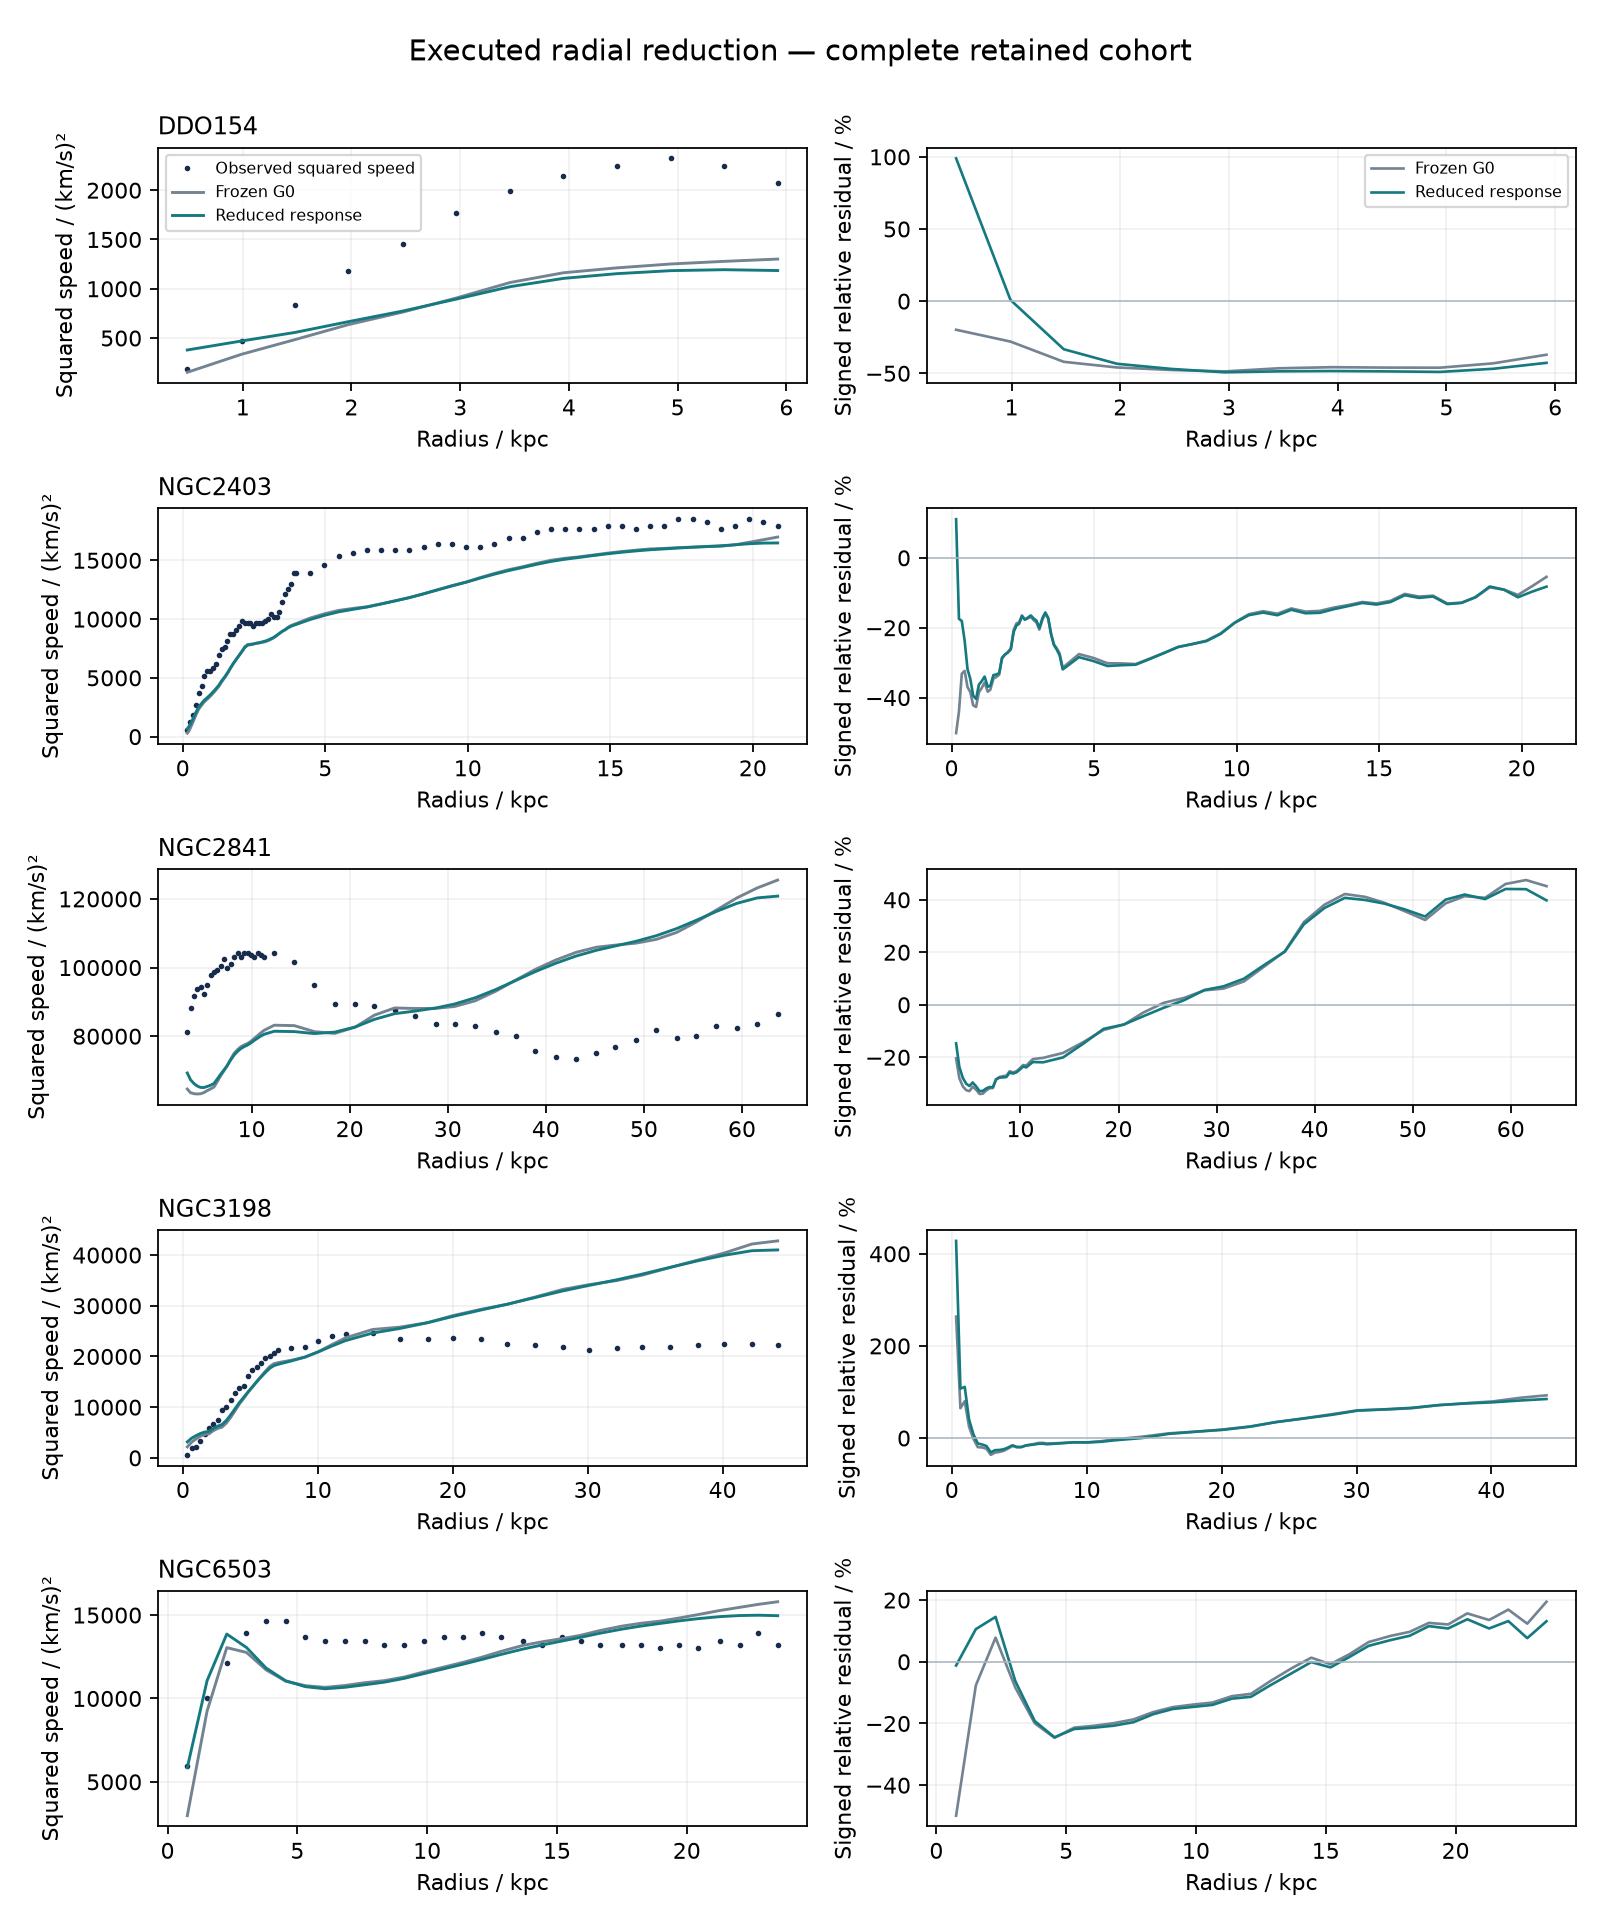 Executed radial reduction — complete retained cohort
DDO154
Squared speed / (km/s)²
2000
1500
1000
500
Observed squared speed
Frozen G0
Reduced response
1 2 3 4 5 6
Radius / kpc
Signed relative residual / %
100
50
0
−50
Frozen G0
Reduced response
1 2 3 4 5 6
Radius / kpc
NGC2403
Squared speed / (km/s)²
15000
10000
5000
0
0 5 10 15 20
Radius / kpc
Signed relative residual / %
0
−20
−40
0 5 10 15 20
Radius / kpc
NGC2841
Squared speed / (km/s)²
120000
100000
80000
10 20 30 40 50 60
Radius / kpc
Signed relative residual / %
40
20
0
−20
10 20 30 40 50 60
Radius / kpc
NGC3198
Squared speed / (km/s)²
40000
30000
20000
10000
0
0 10 20 30 40
Radius / kpc
Signed relative residual / %
400
200
0
0 10 20 30 40
Radius / kpc
NGC6503
Squared speed / (km/s)²
15000
10000
5000
0 5 10 15 20
Radius / kpc
Signed relative residual / %
20
0
−20
−40
0 5 10 15 20
Radius / kpc